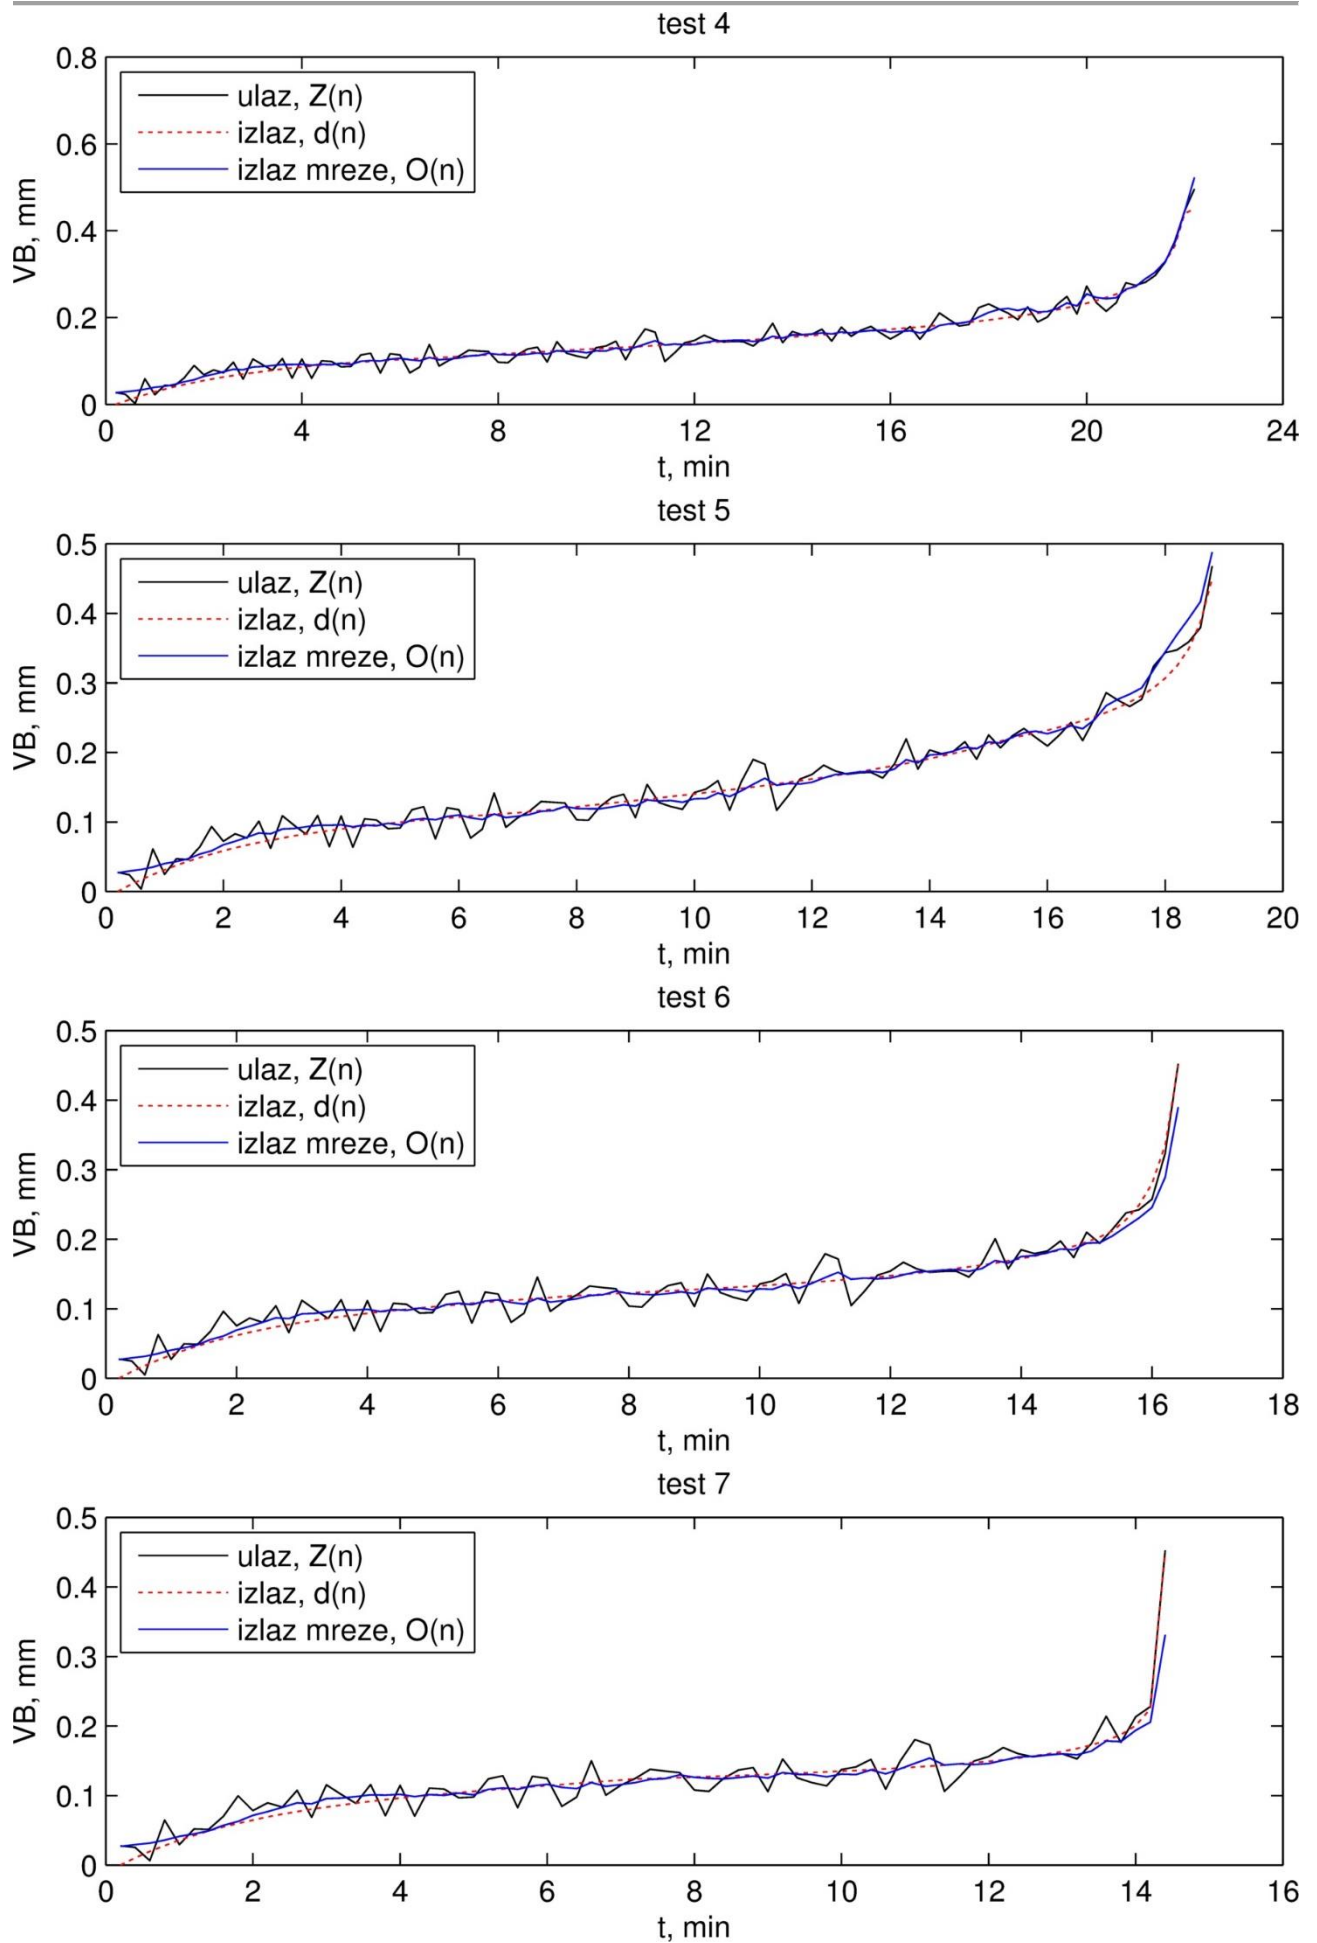 test 4
0.8
0.6
0.4
0.2
0
VB, mm
ulaz, Z(n)
izlaz, d(n)
izlaz mreze, O(n)
0 4 8 12 16 20 24
t, min
test 5
0.5
0.4
0.3
0.2
0.1
0
VB, mm
ulaz, Z(n)
izlaz, d(n)
izlaz mreze, O(n)
0 2 4 6 8 10 12 14 16 18 20
t, min
test 6
0.5
0.4
0.3
0.2
0.1
0
VB, mm
ulaz, Z(n)
izlaz, d(n)
izlaz mreze, O(n)
0 2 4 6 8 10 12 14 16 18
t, min
test 7
0.5
0.4
0.3
0.2
0.1
0
VB, mm
ulaz, Z(n)
izlaz, d(n)
izlaz mreze, O(n)
0 2 4 6 8 10 12 14 16
t, min